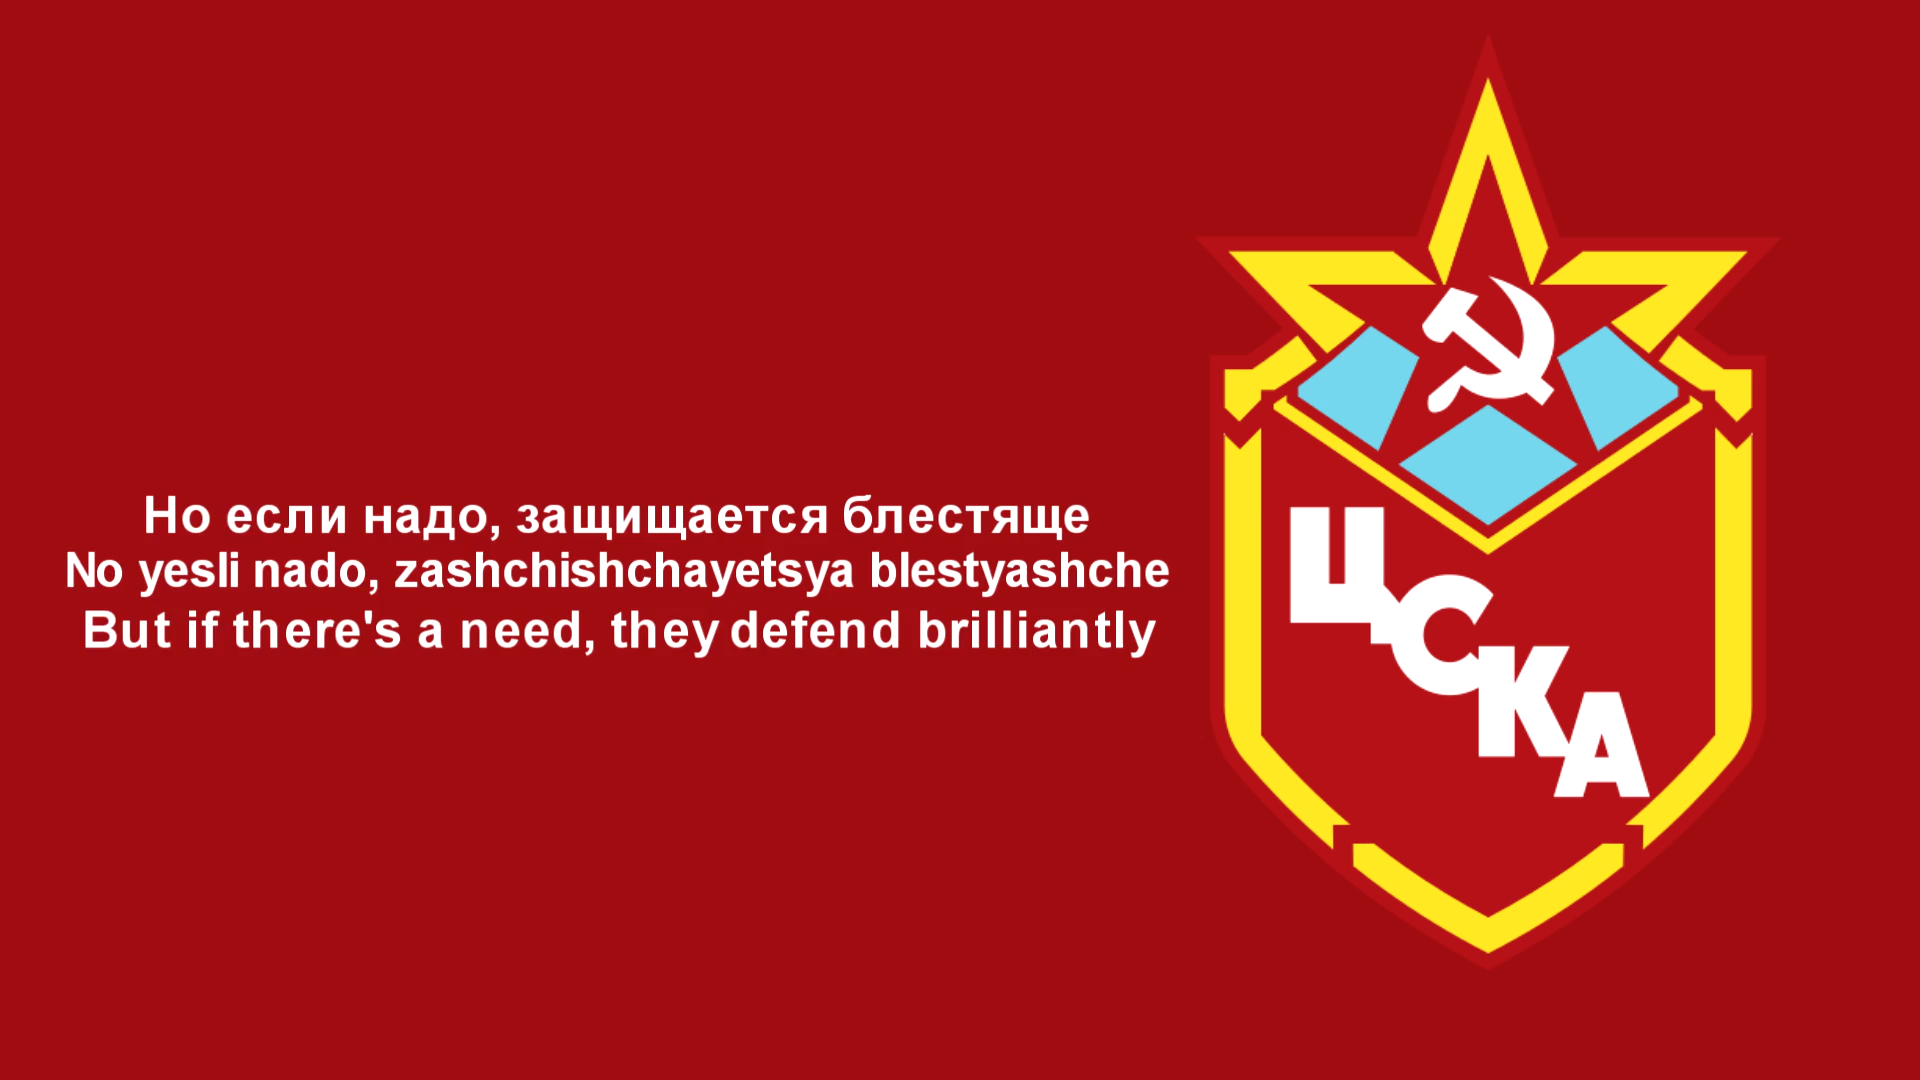 Но если надо, защищается блестяще
No yesli nado, zashchishchayetsya blestyashche
But if there's a need, they defend brilliantly
ЦСКА